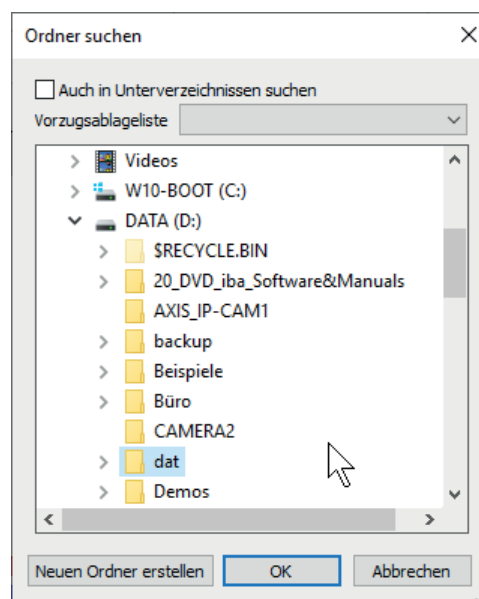 Ordner suchen
Auch in Unterverzeichnissen suchen
Vorzugsablageliste
Videos
W10-BOOT (C:)
DATA (D:)
$RECYCLE.BIN
20_DVD_iba_Software&Manuals
AXIS_IP-CAM1
backup
Beispiele
Büro
CAMERA2
dat
Demos
Neuen Ordner erstellen OK Abbrechen